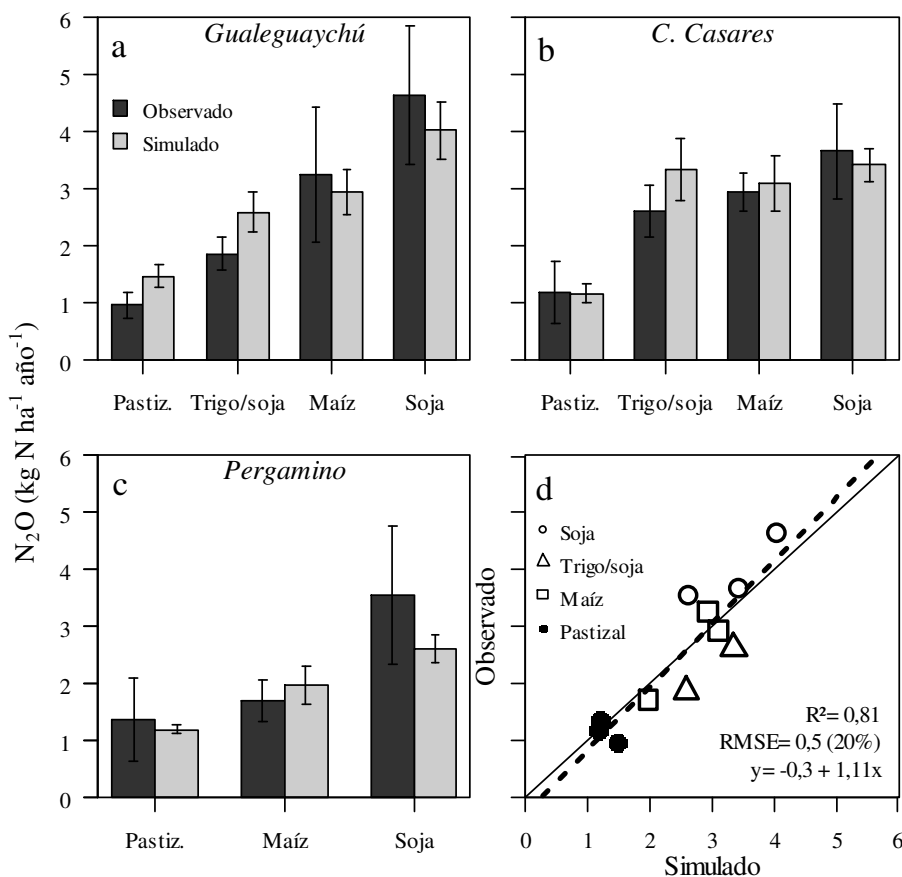 N₂O (kg N ha⁻¹ año⁻¹)
a
Gualeguaychú
Observado
Simulado
6
5
4
3
2
1
0
Pastiz. Trigo/soja Maíz Soja
b
C. Casares
Pastiz. Trigo/soja Maíz Soja
c
Pergamino
6
5
4
3
2
1
0
Pastiz. Maíz Soja
d
Soja
Trigo/soja
Maíz
Pastizal
Observado
R²= 0,81
RMSE= 0,5 (20%)
y= -0,3 + 1,11x
0 1 2 3 4 5 6
Simulado